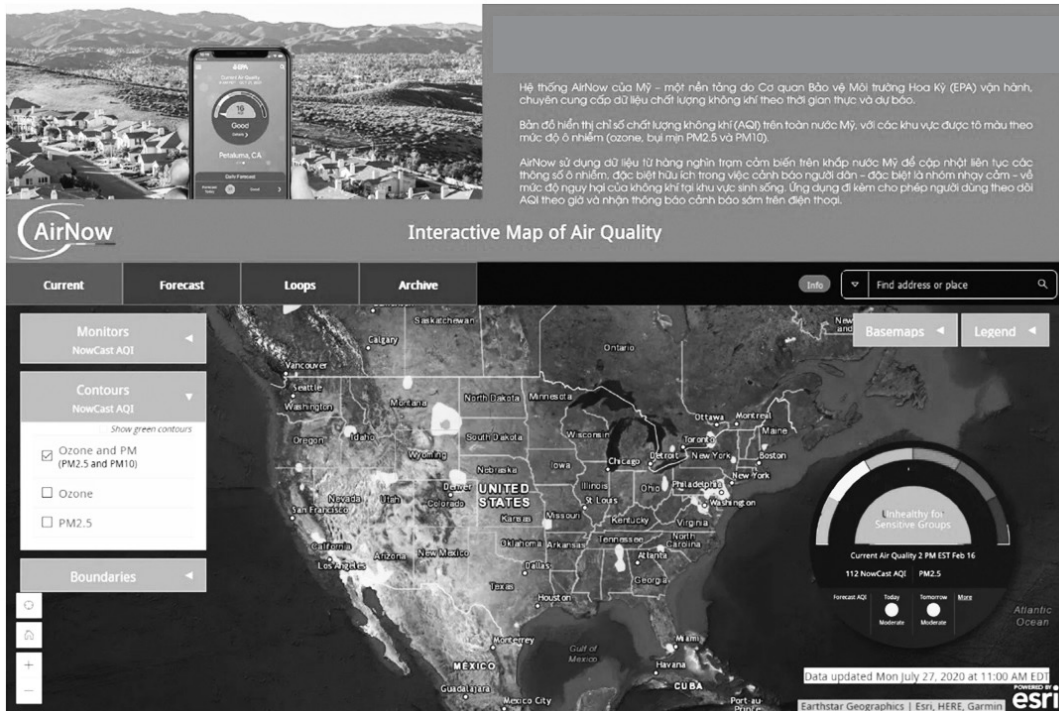 Current Air Quality
Good
Petaluma, CA
Daily Forecast
Good
Hệ thống AirNow của Mỹ – một nền tảng do Cơ quan Bảo vệ Môi trường Hoa Kỳ (EPA) vận hành,
chuyên cung cấp dữ liệu chất lượng không khí theo thời gian thực và dự báo.
Bản đồ hiển thị chỉ số chất lượng không khí (AQI) trên toàn nước Mỹ, với các khu vực được tô màu theo
mức độ ô nhiễm (ozone, bụi mịn PM2.5 và PM10).
AirNow sử dụng dữ liệu từ hàng nghìn trạm cảm biến trên khắp nước Mỹ để cập nhật liên tục các
thông số ô nhiễm, đặc biệt hữu ích trong việc cảnh báo người dân – đặc biệt là nhóm nhạy cảm – về
mức độ nguy hại của không khí tại khu vực sinh sống. Ứng dụng đi kèm cho phép người dùng theo dõi
AQI theo giờ và nhận thông báo cảnh báo sớm trên điện thoại.
AirNow
Interactive Map of Air Quality
Current Forecast Loops Archive
Info
Find address or place
Monitors
NowCast AQI
Contours
NowCast AQI
Show green contours
Ozone and PM
(PM2.5 and PM10)
Ozone
PM2.5
Boundaries
Basemaps
Legend
Saskatchewan
Calgary
Ontario
Vancouver
Seattle
Washington
Montana
North Dakota
Minnesota
Ottawa
Montreal
Maine
Oregon
Idaho
South Dakota
Wisconsin
Toronto
Wyoming
Chicago
Detroit
New York
Boston
Nebraska
Iowa
New York
Nevada
Utah
Denver
Colorado
UNITED
STATES
Illinois
Ohio
Philadelphia
Washington
San Francisco
St Louis
Kansas
Missouri
Kentucky
Virginia
California
Los Angeles
Arizona
New Mexico
Oklahoma
Arkansas
Tennessee
North
Carolina
Atlanta
Dallas
Texas
Georgia
Houston
Monterrey
Gulf of
Mexico
Miami
MÉXICO
Havana
Guadalajara
CUBA
Mexico City
Port-au-
Prince
Atlantic
Ocean
Unhealthy for
Sensitive Groups
Current Air Quality 2 PM EST Feb 16
112 NowCast AQI PM2.5
Forecast AQI Today Tomorrow More
Moderate Moderate
Data updated Mon July 27, 2020 at 11:00 AM EDT
Earthstar Geographics | Esri, HERE, Garmin
POWERED BY
esri